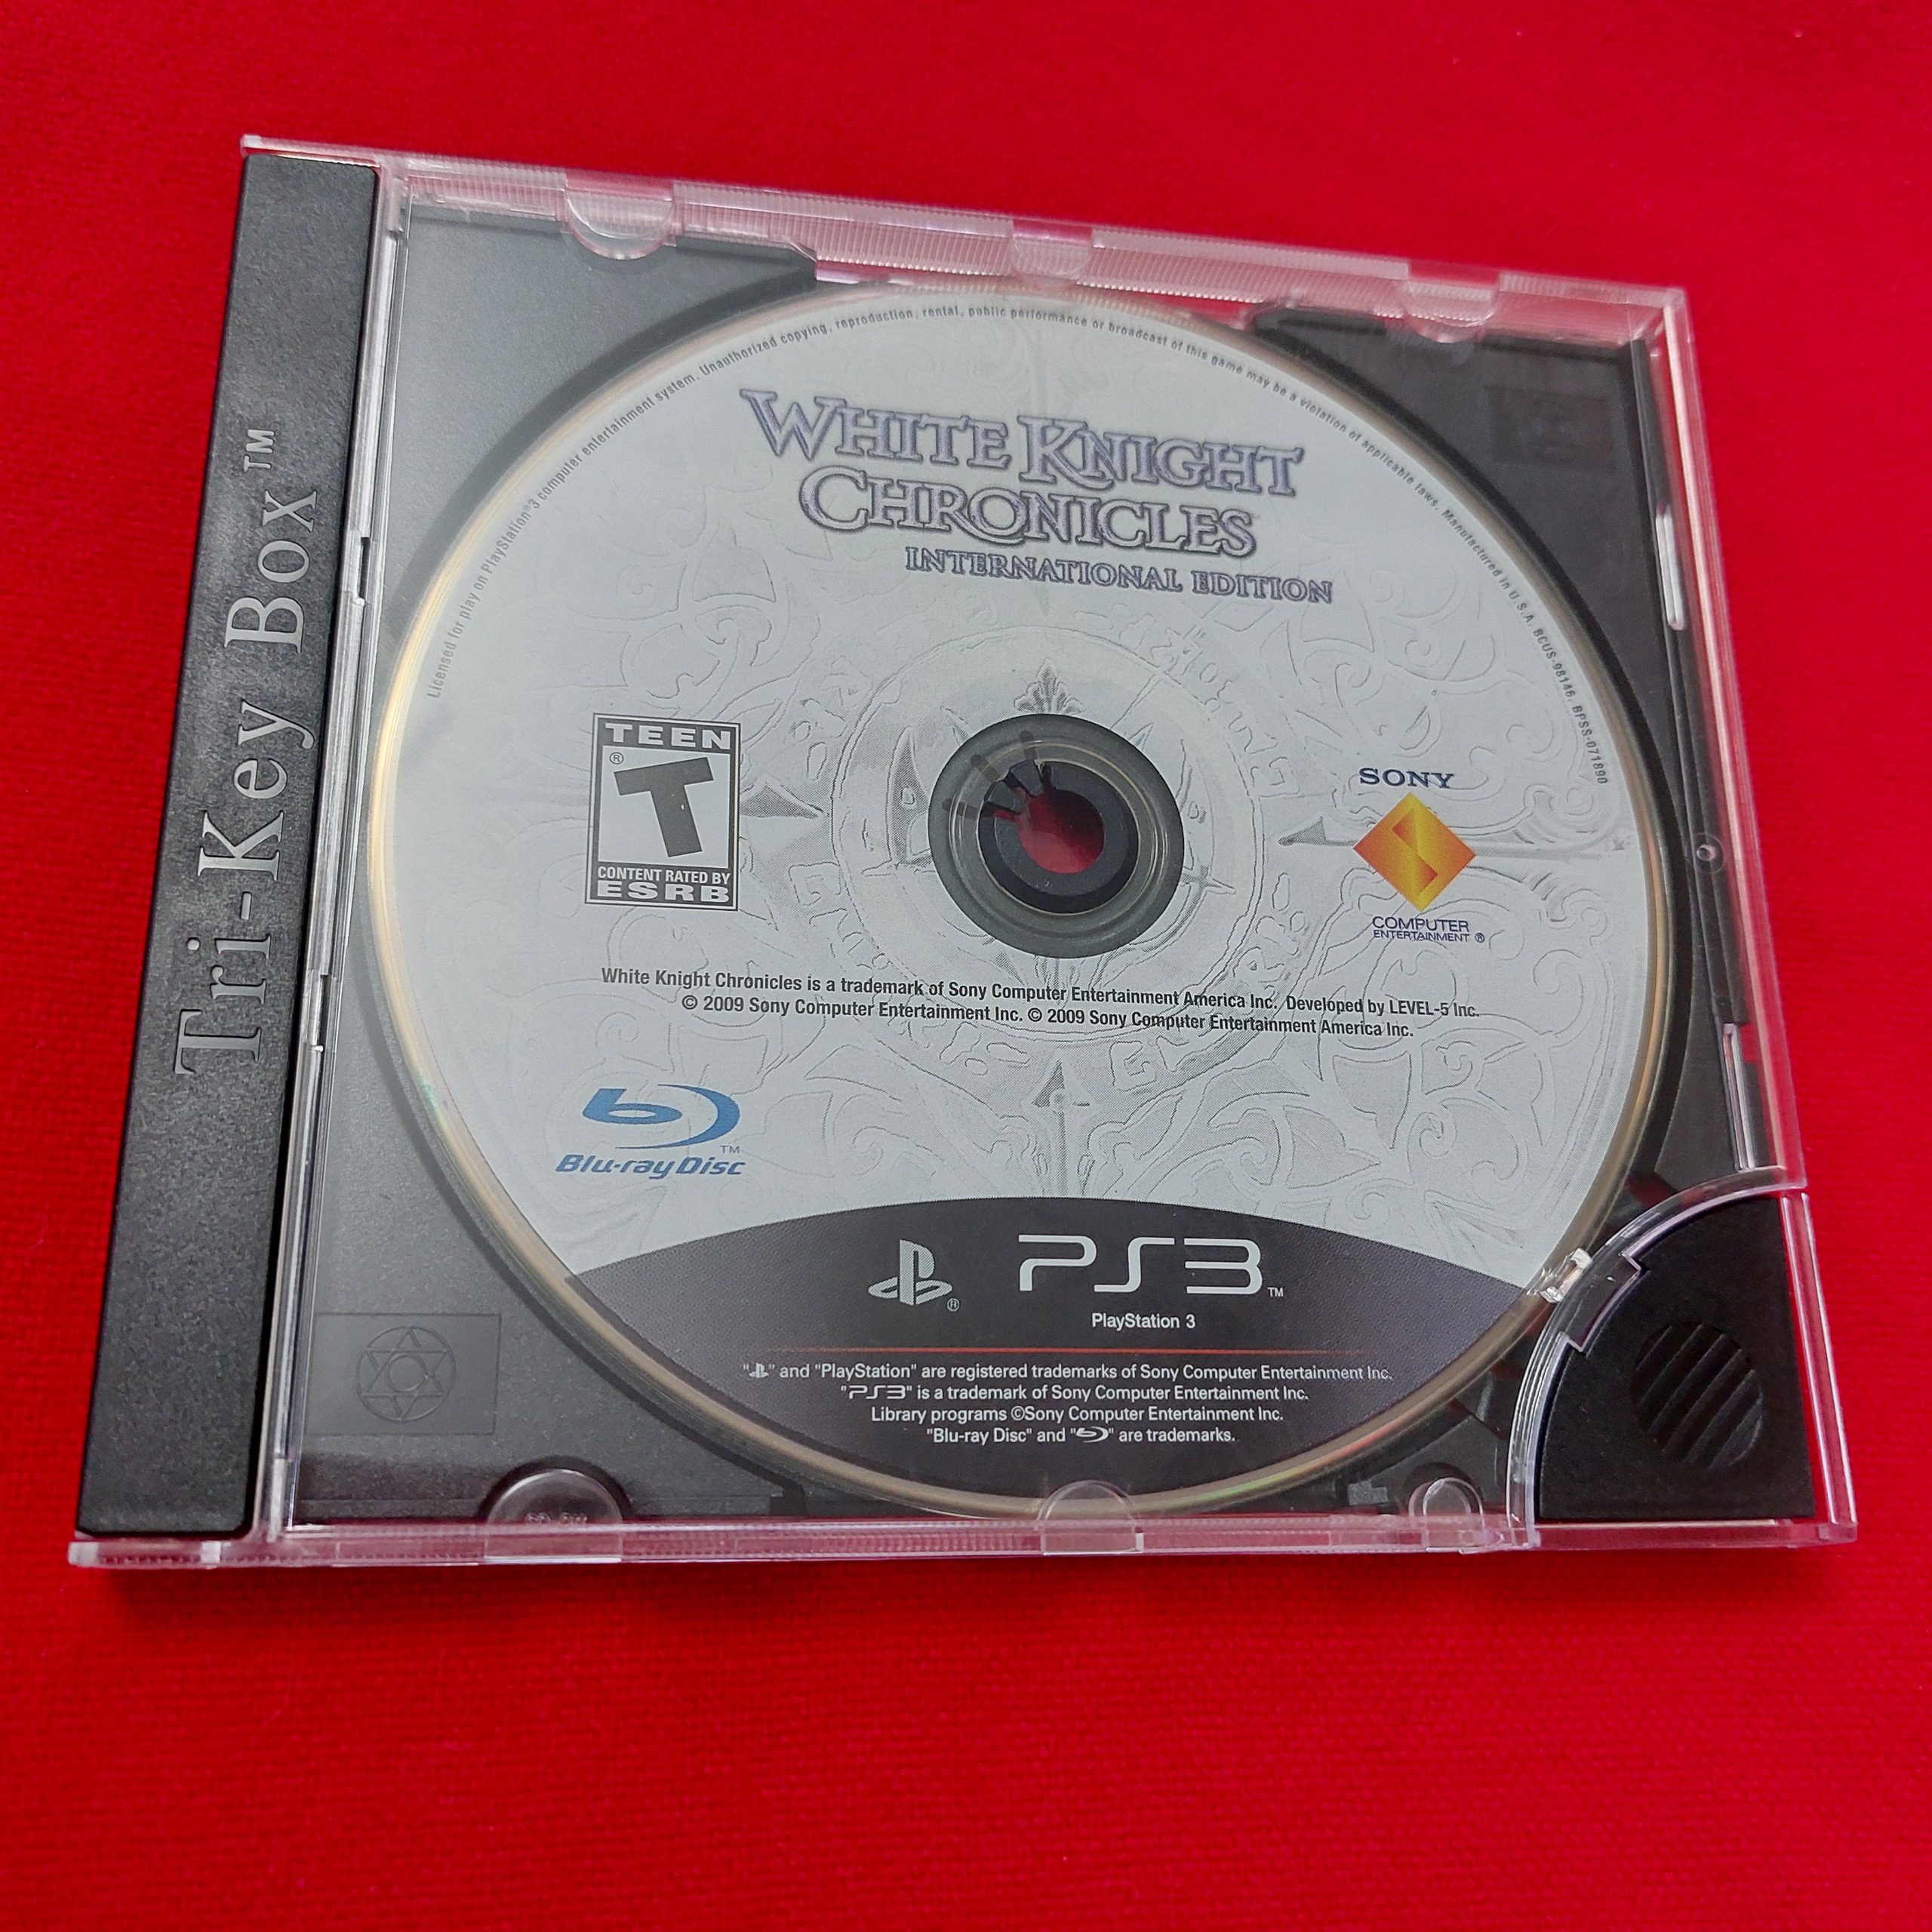 Tri-Key Box™
Licensed for play on PlayStation®3 computer entertainment system. Unauthorized copying, reproduction, rental, public performance or broadcast of this game may be a violation of applicable laws. Manufactured in U.S.A. BCUS-98146, BPSS-071890
WHITE KNIGHT
CHRONICLES
INTERNATIONAL EDITION
TEEN
®
T
CONTENT RATED BY
ESRB
SONY
COMPUTER
ENTERTAINMENT ®
White Knight Chronicles is a trademark of Sony Computer Entertainment America Inc. Developed by LEVEL-5 Inc.
© 2009 Sony Computer Entertainment Inc. © 2009 Sony Computer Entertainment America Inc.
Blu-ray Disc™
® PS3™
PlayStation 3
" " and "PlayStation" are registered trademarks of Sony Computer Entertainment Inc.
"PS3" is a trademark of Sony Computer Entertainment Inc.
Library programs ©Sony Computer Entertainment Inc.
"Blu-ray Disc" and " " are trademarks.